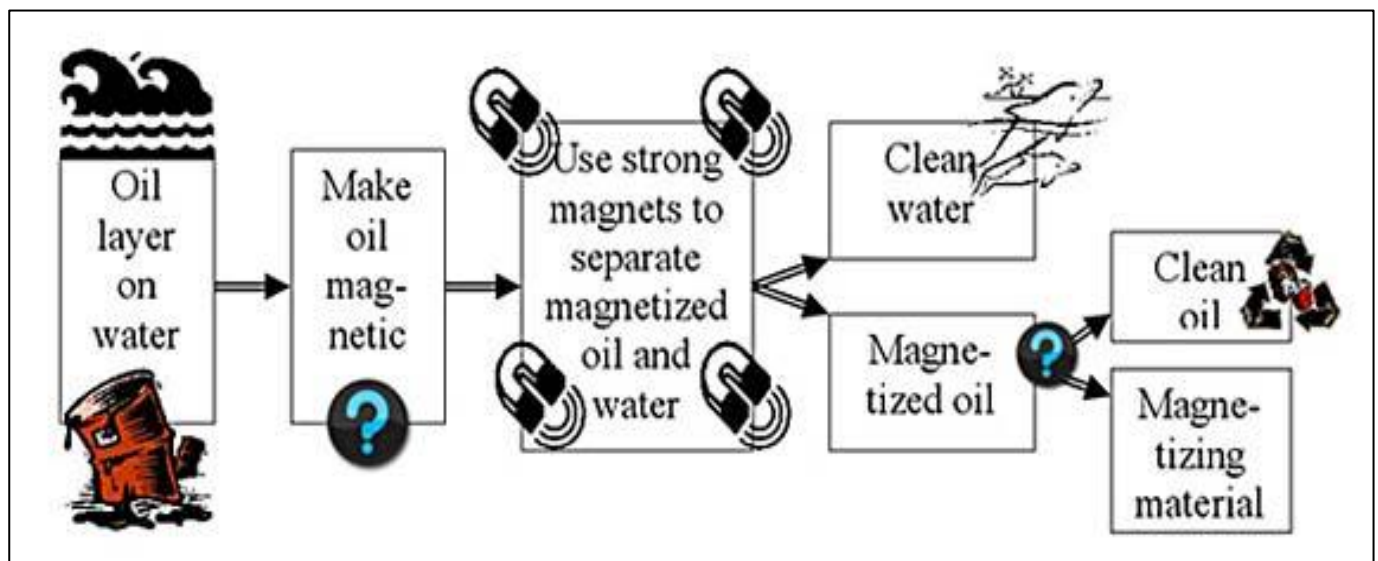 Oil
layer
on
water
Make
oil
mag-
netic
?
Use strong
magnets to
separate
magnetized
oil and
water
Clean
water
Magne-
tized oil
?
Clean
oil
Magne-
tizing
material